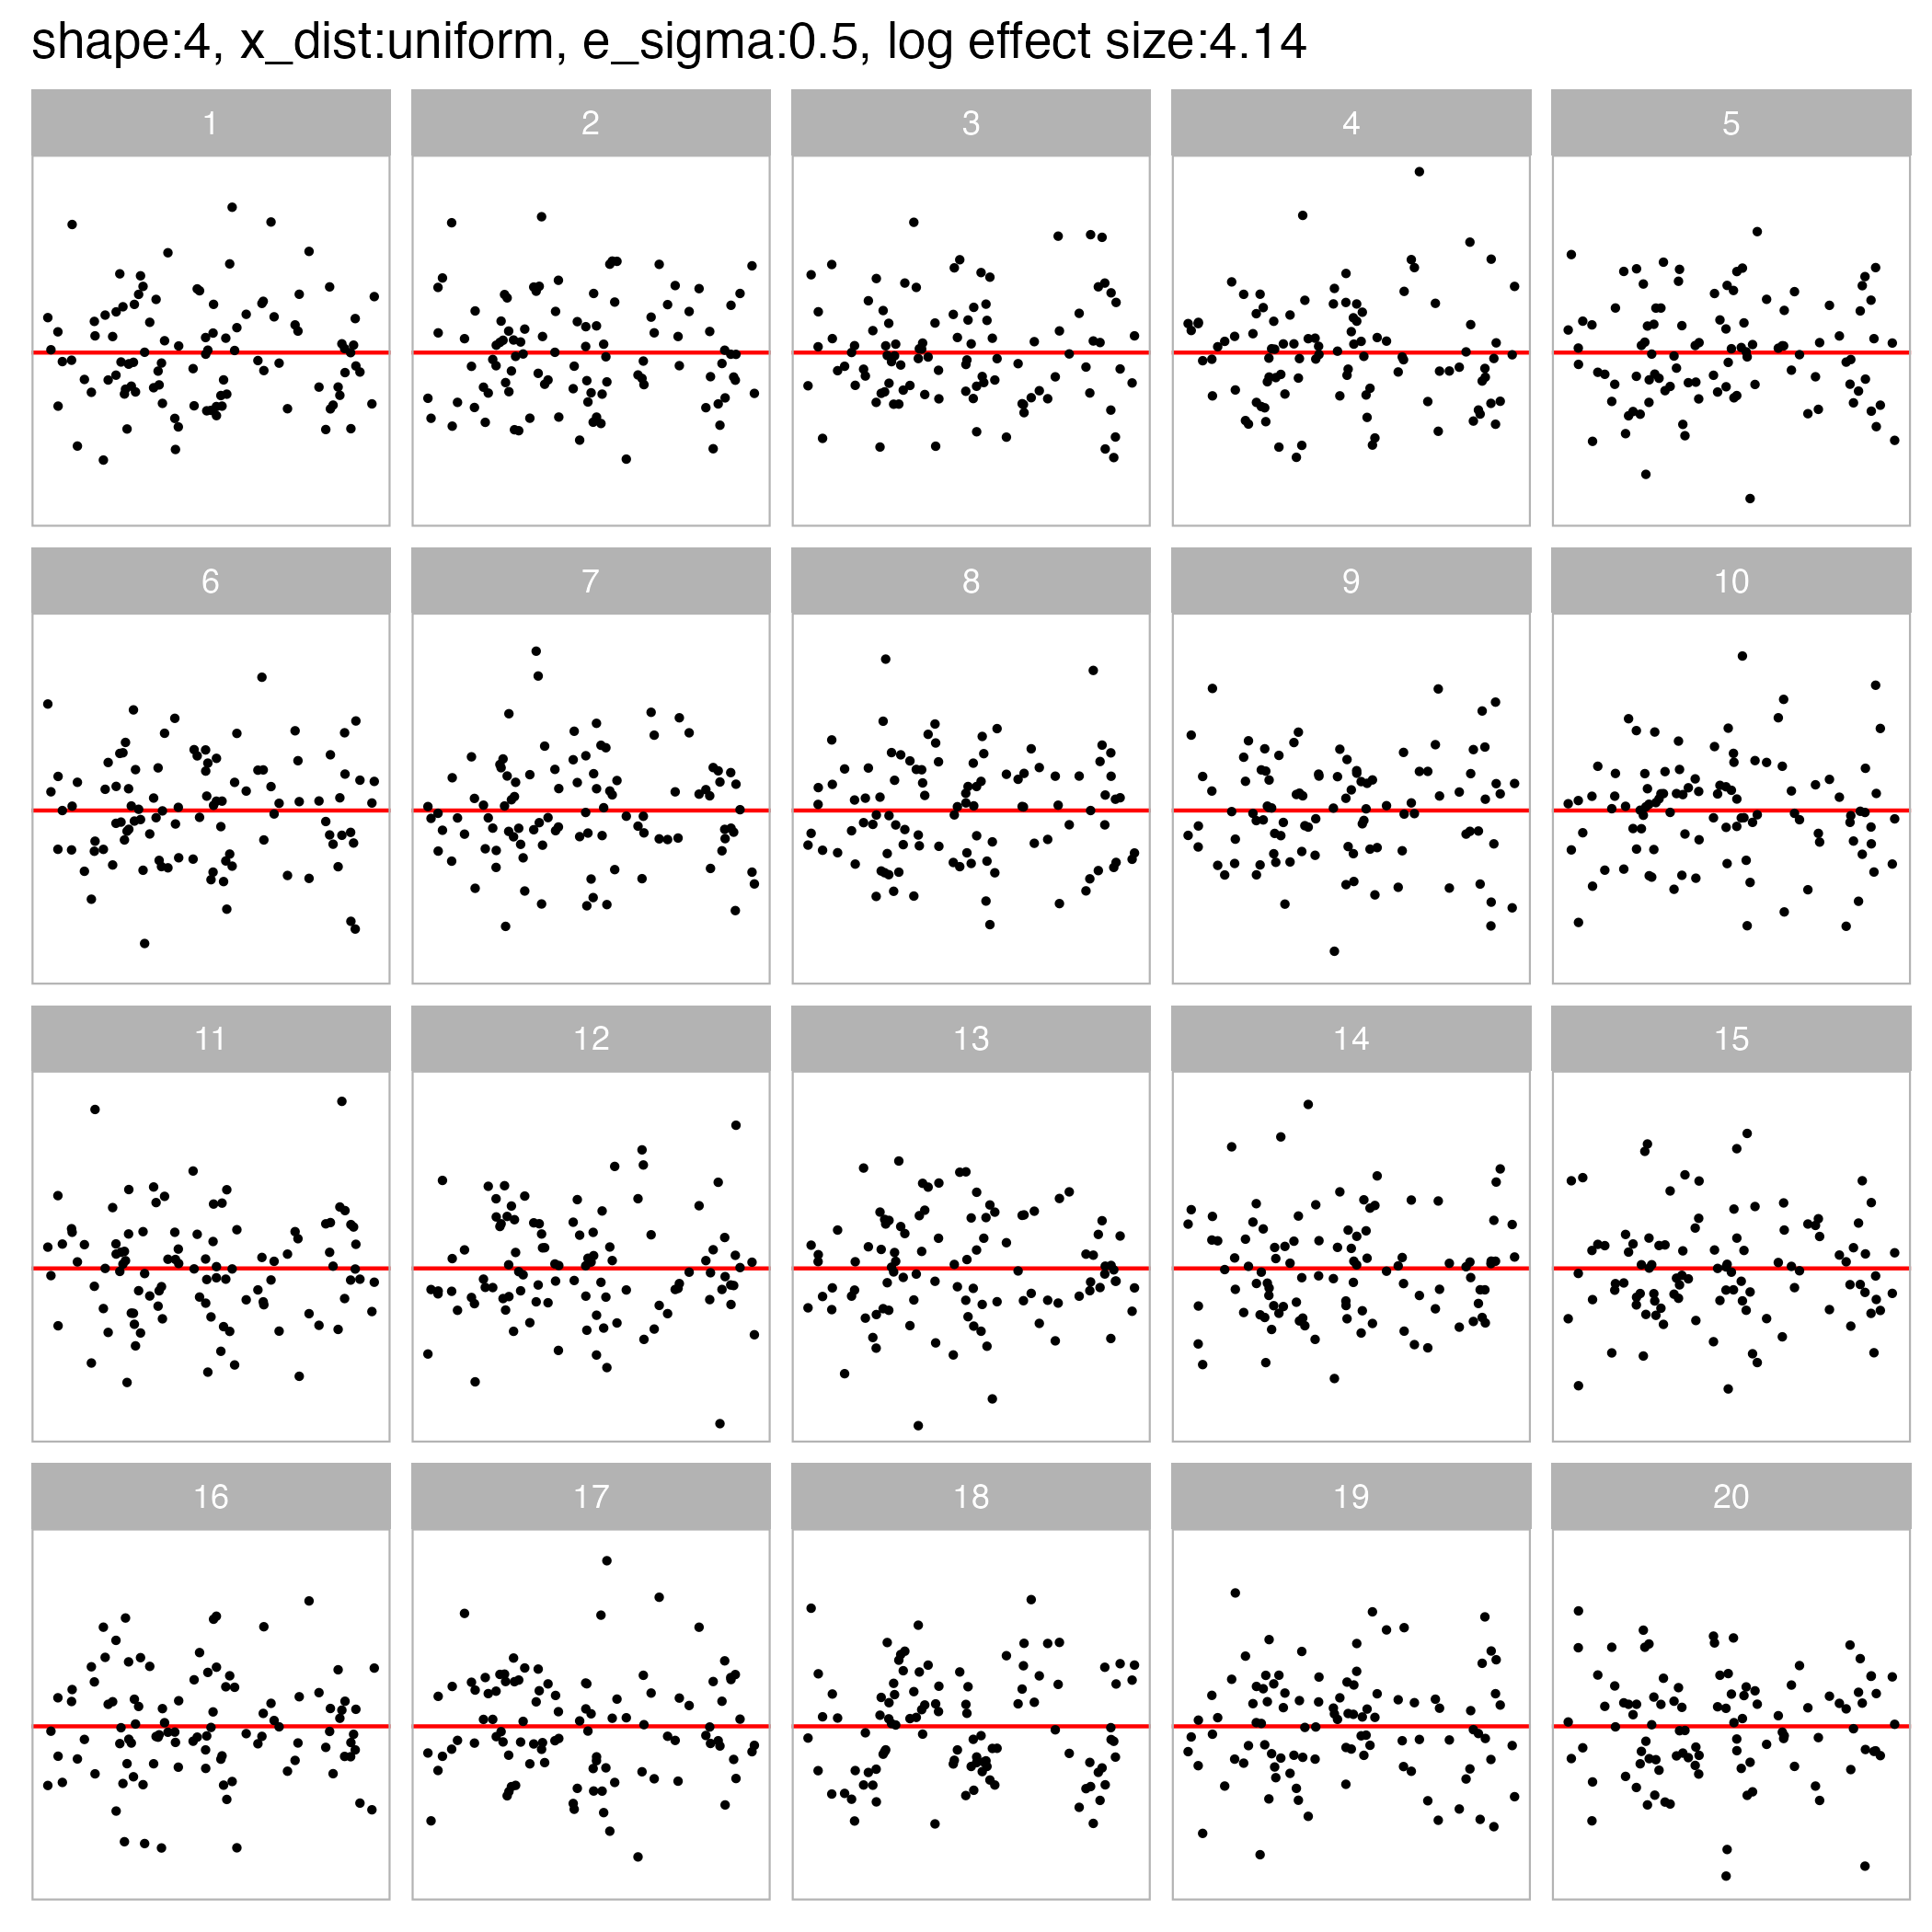 shape:4, x_dist:uniform, e_sigma:0.5, log effect size:4.14
1 2 3 4 5
6 7 8 9 10
11 12 13 14 15
16 17 18 19 20